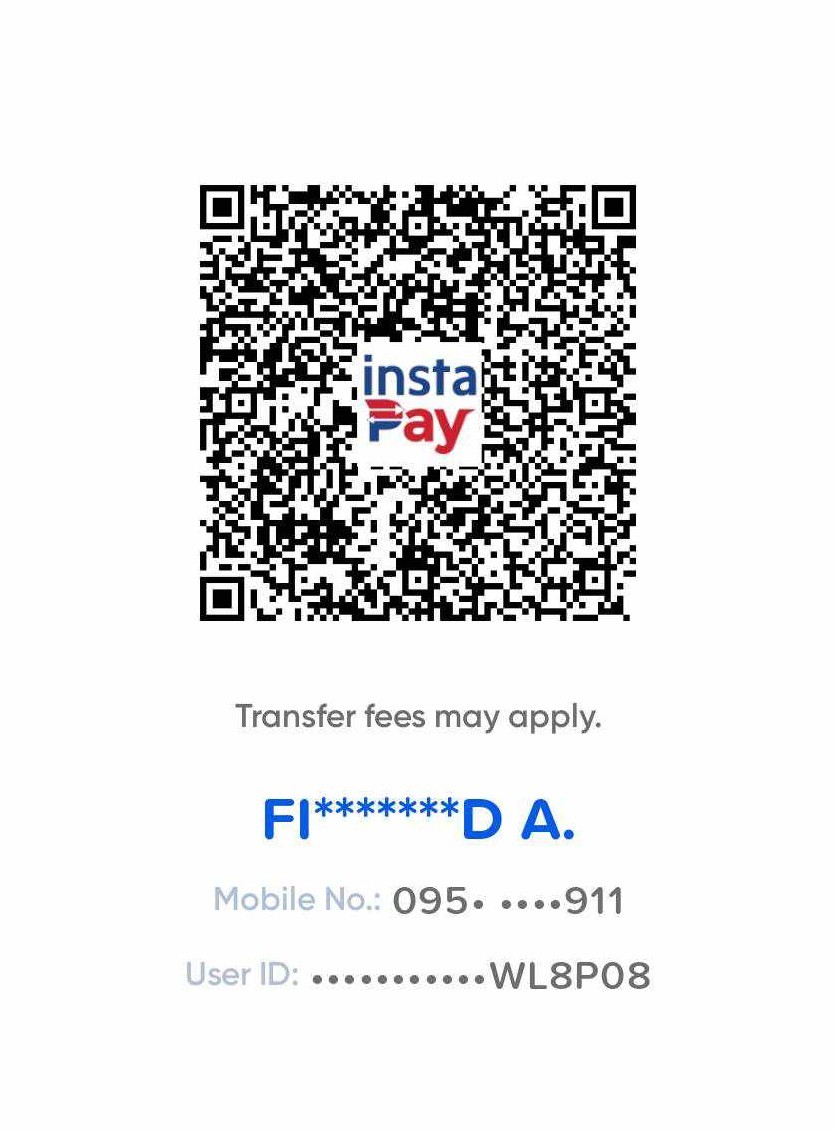 insta
Pay
Transfer fees may apply.
FI*******D A.
Mobile No.: 095• ••••911
User ID: •••••••••••WL8P08